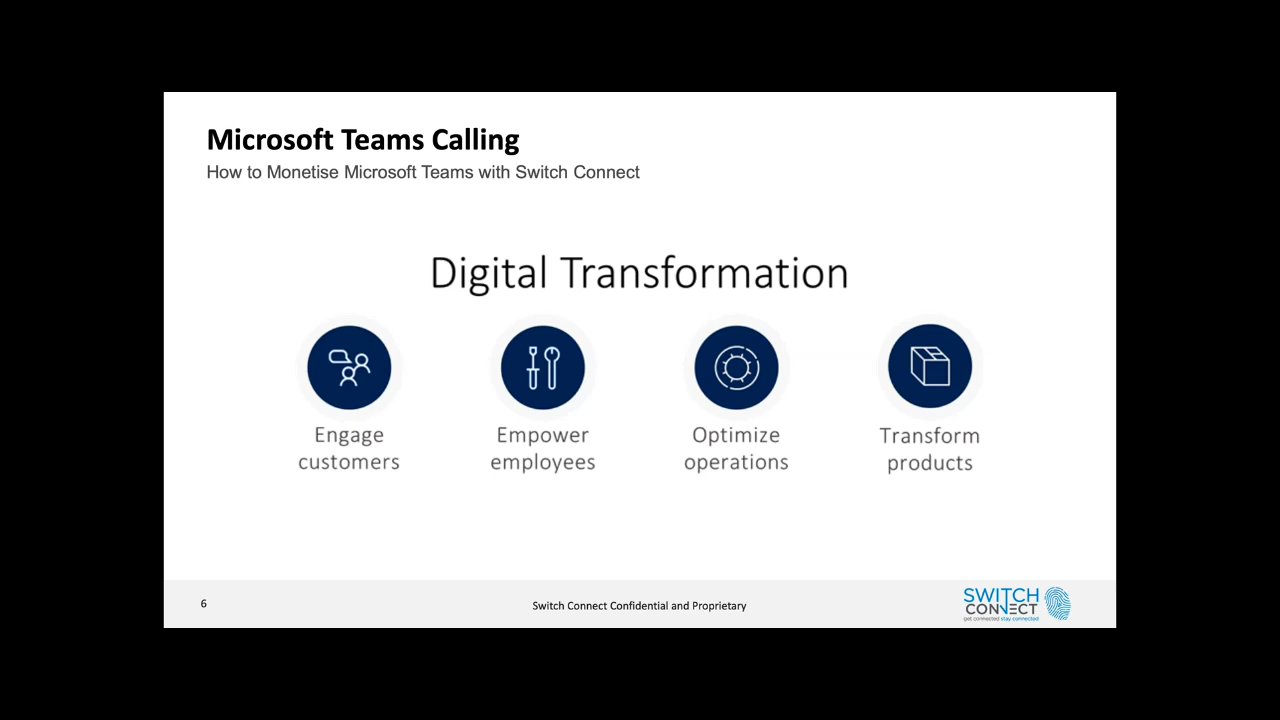 Microsoft Teams Calling
How to Monetise Microsoft Teams with Switch Connect
Digital Transformation
Engage
customers
Empower
employees
Optimize
operations
Transform
products
6
Switch Connect Confidential and Proprietary
SWITCH
CONNECT
get connected stay connected